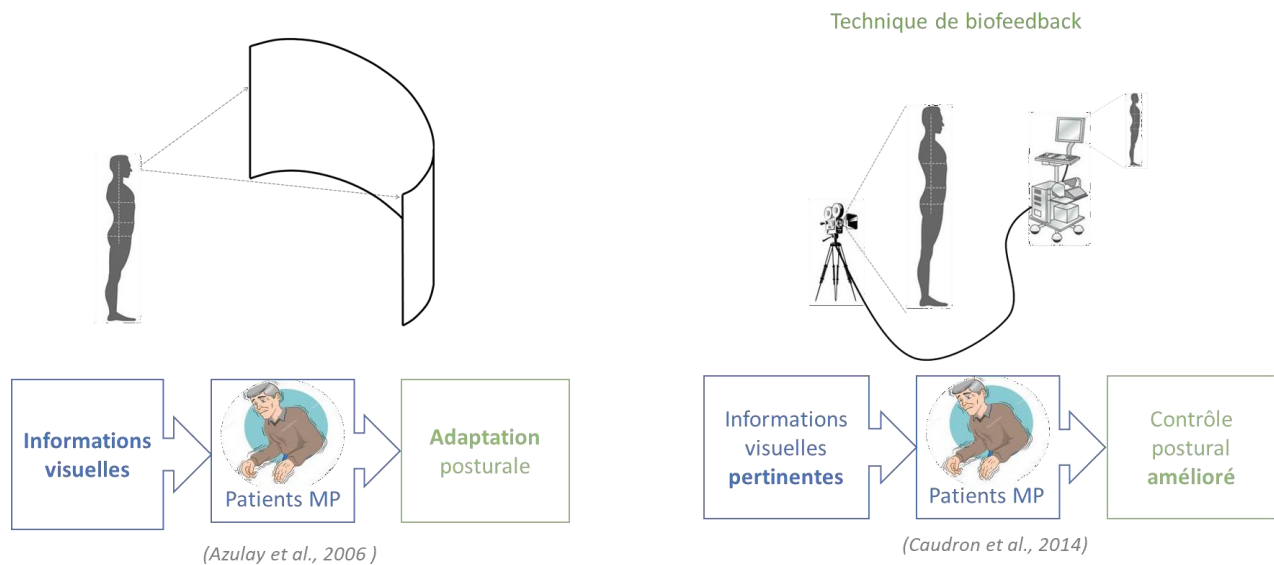 Technique de biofeedback
Informations
visuelles
Patients MP
Adaptation
posturale
(Azulay et al., 2006 )
Informations
visuelles
pertinentes
Patients MP
Contrôle
postural
amélioré
(Caudron et al., 2014)